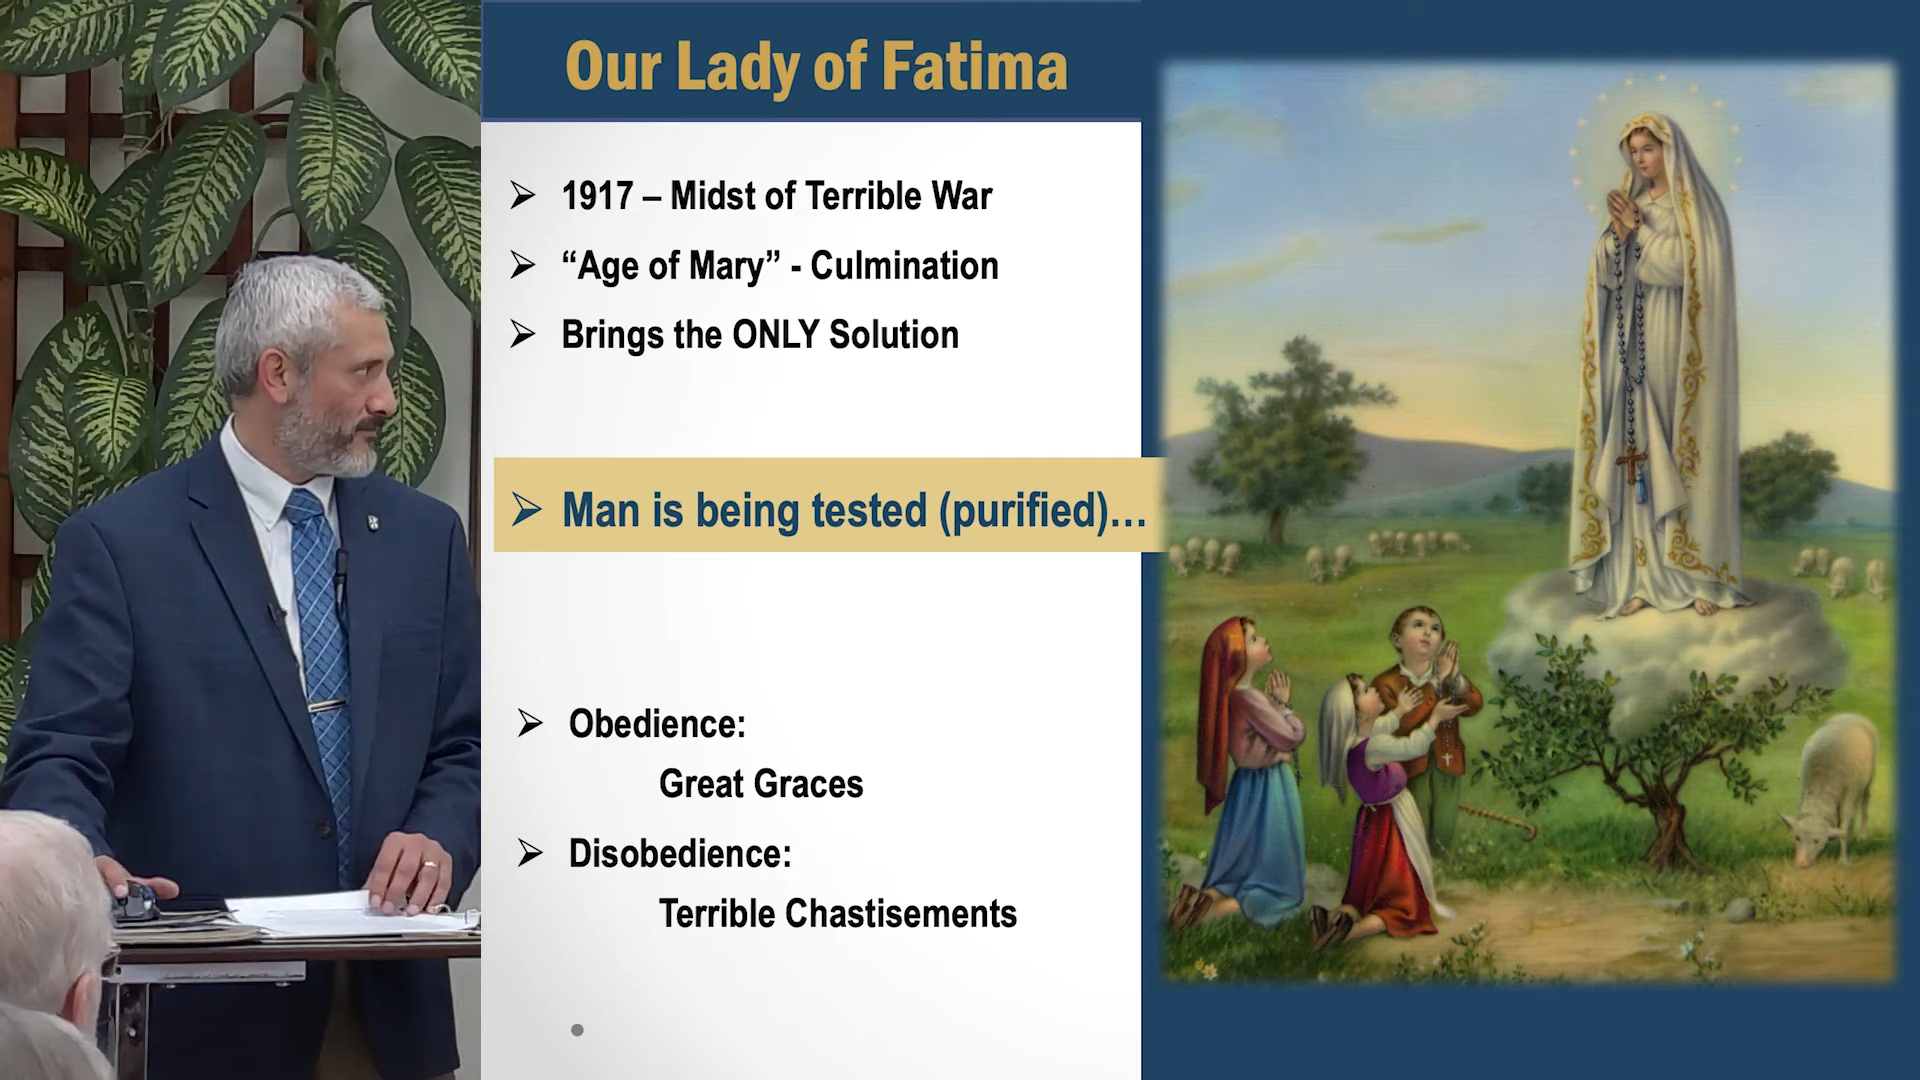 Our Lady of Fatima
➢ 1917 – Midst of Terrible War
➢ “Age of Mary” - Culmination
➢ Brings the ONLY Solution
➢ Man is being tested (purified)…
➢ Obedience:
Great Graces
➢ Disobedience:
Terrible Chastisements
•